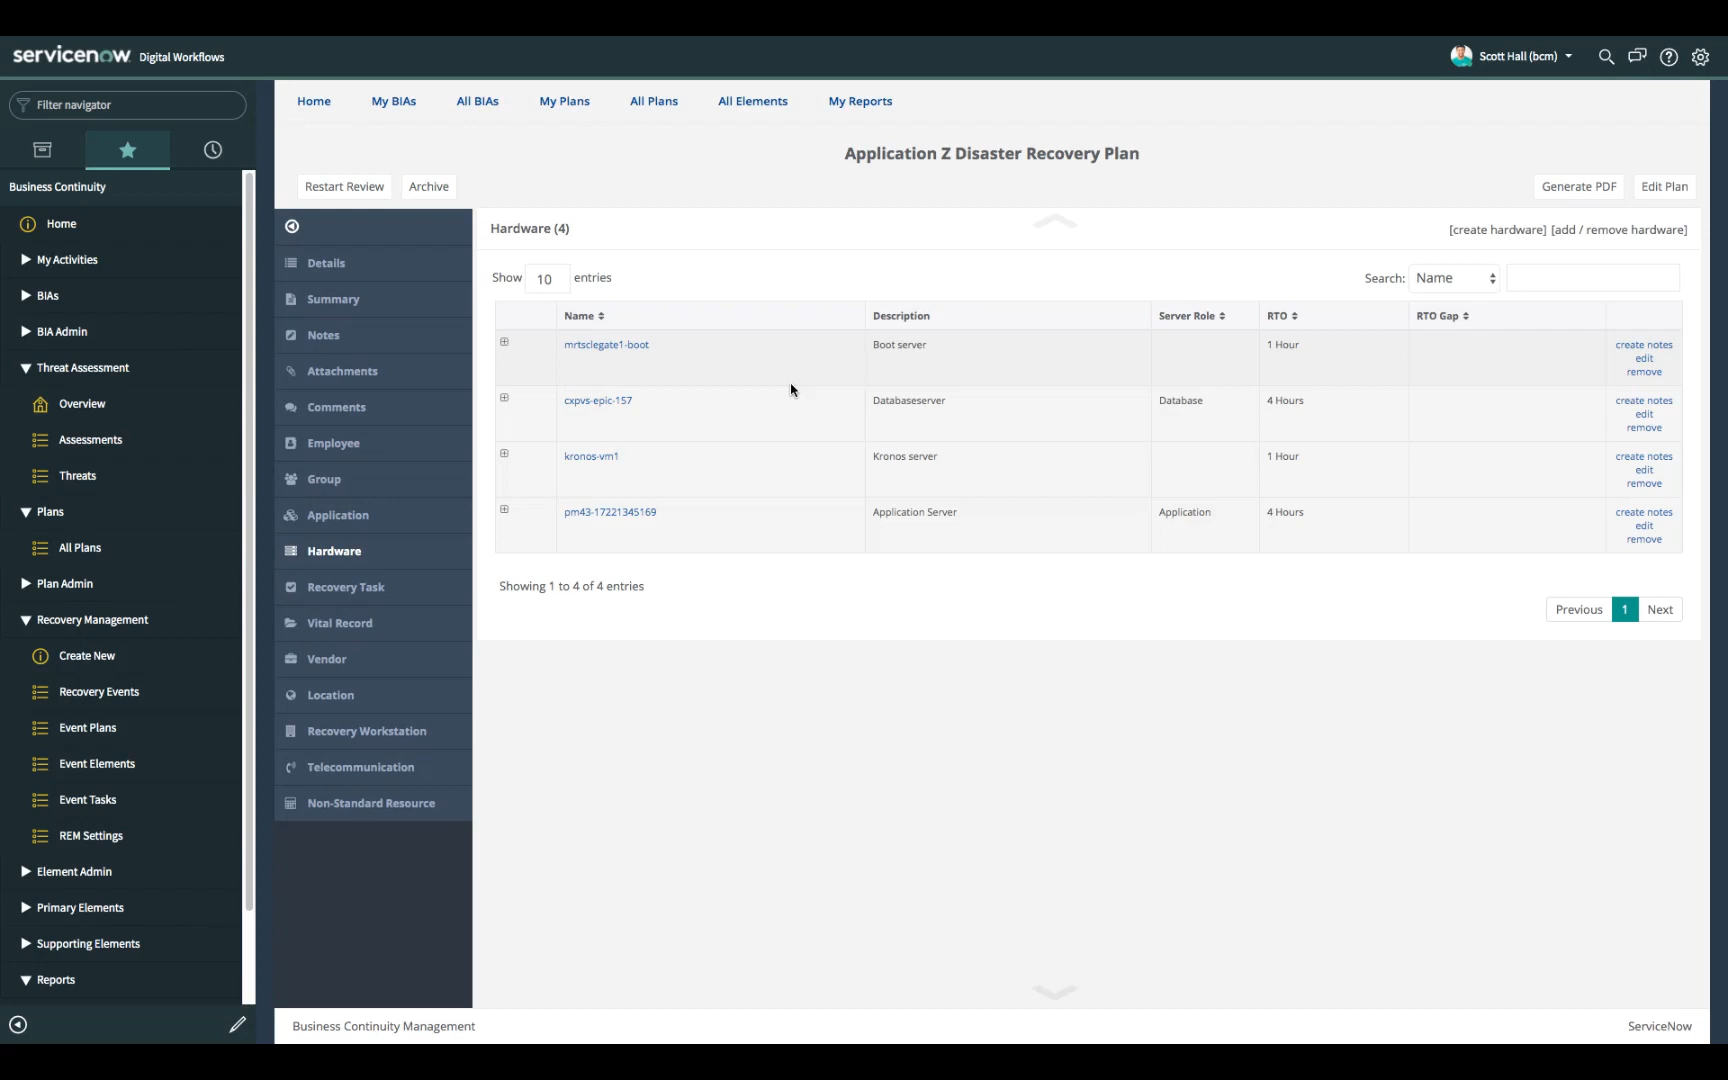 servicenow Digital Workflows
Scott Hall (bcm)
Filter navigator
Business Continuity
Home
My Activities
BIAs
BIA Admin
Threat Assessment
Overview
Assessments
Threats
Plans
All Plans
Plan Admin
Recovery Management
Create New
Recovery Events
Event Plans
Event Elements
Event Tasks
REM Settings
Element Admin
Primary Elements
Supporting Elements
Reports
Home My BIAs All BIAs My Plans All Plans All Elements My Reports
Application Z Disaster Recovery Plan
Restart Review Archive Generate PDF Edit Plan
Details
Summary
Notes
Attachments
Comments
Employee
Group
Application
Hardware
Recovery Task
Vital Record
Vendor
Location
Recovery Workstation
Telecommunication
Non-Standard Resource
Hardware (4) [create hardware] [add / remove hardware]
Show 10 entries Search: Name
Name Description Server Role RTO RTO Gap
mrtsclegate1-boot Boot server 1 Hour create notes
edit
remove
cxpvs-epic-157 Databaseserver Database 4 Hours create notes
edit
remove
kronos-vm1 Kronos server 1 Hour create notes
edit
remove
pm43-17221345169 Application Server Application 4 Hours create notes
edit
remove
Showing 1 to 4 of 4 entries
Previous 1 Next
Business Continuity Management ServiceNow